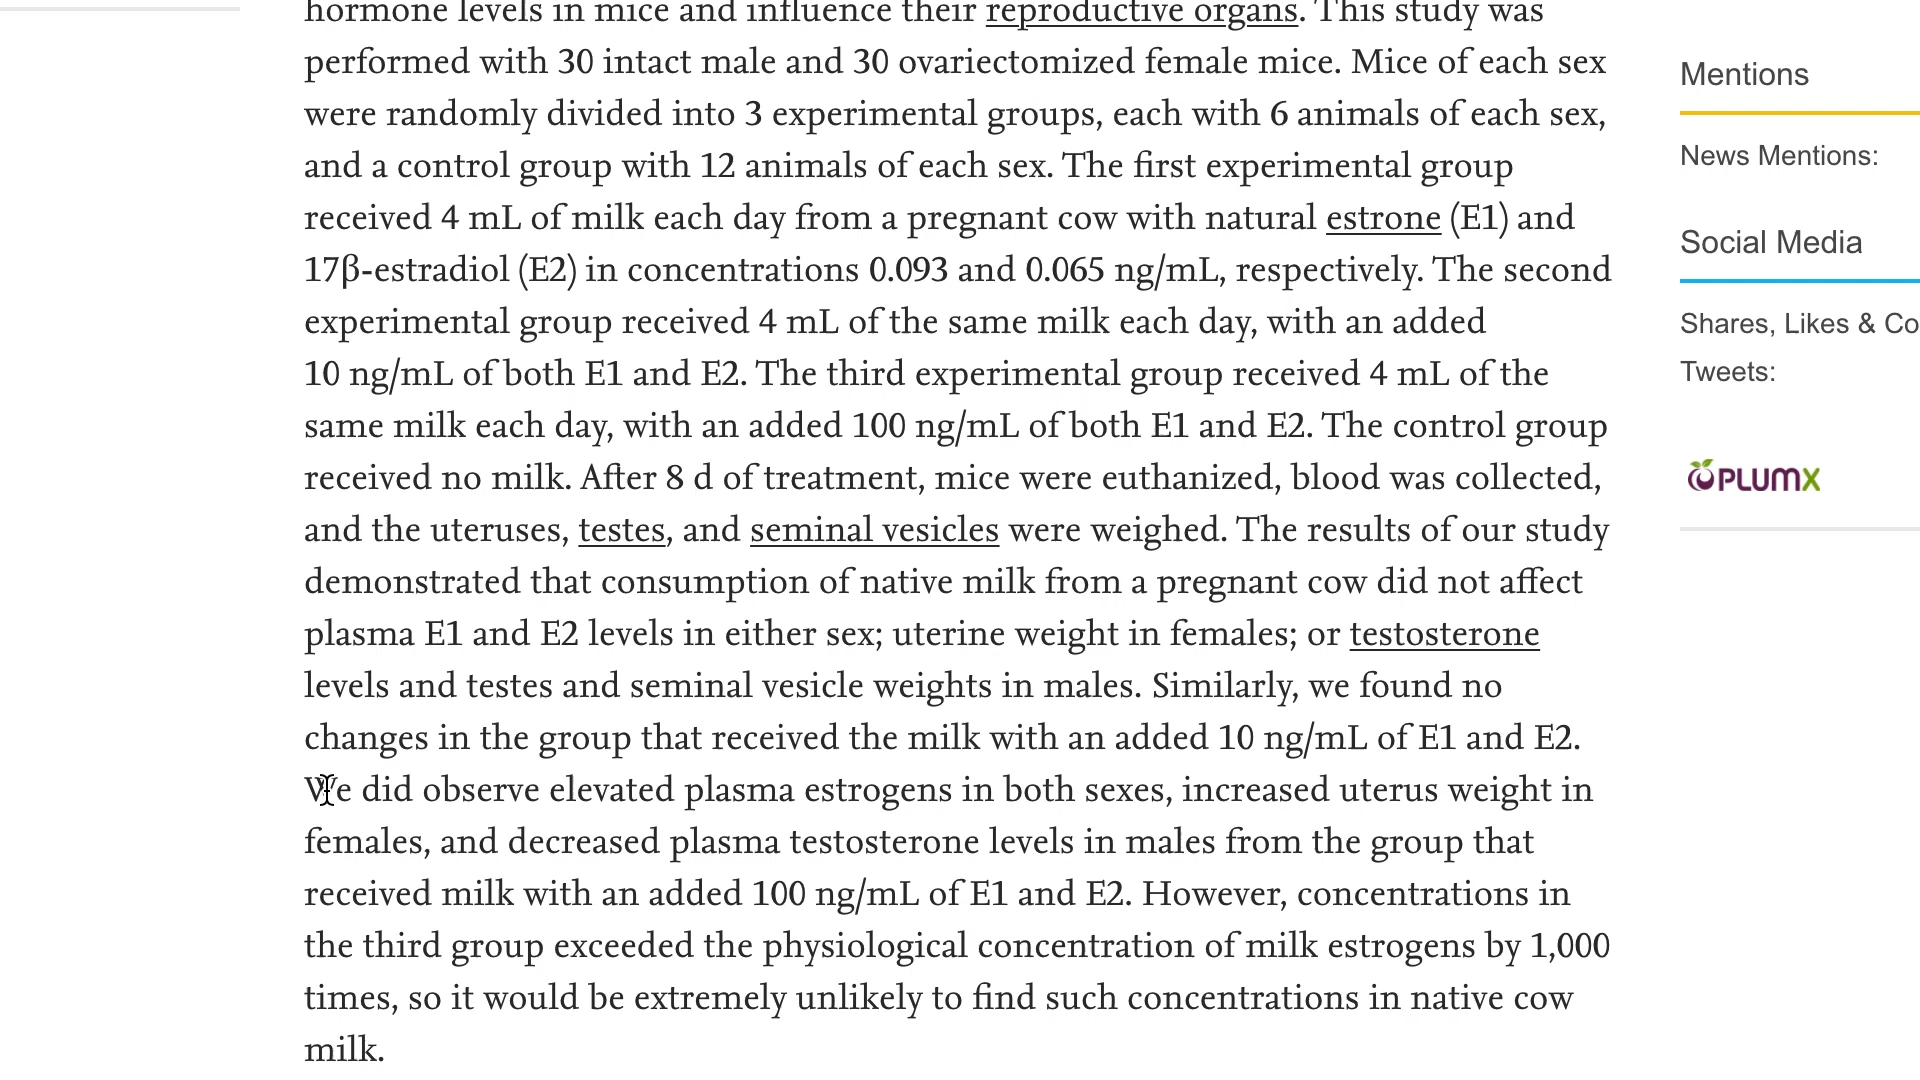 hormone levels in mice and influence their reproductive organs. This study was
performed with 30 intact male and 30 ovariectomized female mice. Mice of each sex
were randomly divided into 3 experimental groups, each with 6 animals of each sex,
and a control group with 12 animals of each sex. The first experimental group
received 4 mL of milk each day from a pregnant cow with natural estrone (E1) and
17β-estradiol (E2) in concentrations 0.093 and 0.065 ng/mL, respectively. The second
experimental group received 4 mL of the same milk each day, with an added
10 ng/mL of both E1 and E2. The third experimental group received 4 mL of the
same milk each day, with an added 100 ng/mL of both E1 and E2. The control group
received no milk. After 8 d of treatment, mice were euthanized, blood was collected,
and the uteruses, testes, and seminal vesicles were weighed. The results of our study
demonstrated that consumption of native milk from a pregnant cow did not affect
plasma E1 and E2 levels in either sex; uterine weight in females; or testosterone
levels and testes and seminal vesicle weights in males. Similarly, we found no
changes in the group that received the milk with an added 10 ng/mL of E1 and E2.
We did observe elevated plasma estrogens in both sexes, increased uterus weight in
females, and decreased plasma testosterone levels in males from the group that
received milk with an added 100 ng/mL of E1 and E2. However, concentrations in
the third group exceeded the physiological concentration of milk estrogens by 1,000
times, so it would be extremely unlikely to find such concentrations in native cow
milk.
Mentions
News Mentions:
Social Media
Shares, Likes & Co
Tweets:
PLUMX